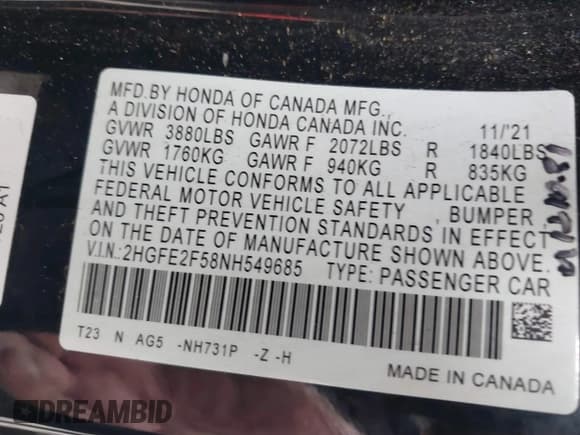 MFD.BY HONDA OF CANADA MFG.,
A DIVISION OF HONDA CANADA INC. 11/'21
GVWR 3880LBS GAWR F 2072LBS R 1840LBS
GVWR 1760KG GAWR F 940KG R 835KG
THIS VEHICLE CONFORMS TO ALL APPLICABLE
FEDERAL MOTOR VEHICLE SAFETY , BUMPER
AND THEFT PREVENTION STANDARDS IN EFFECT
ON THE DATE OF MANUFACTURE SHOWN ABOVE.
V.I.N.: 2HGFE2F58NH549685 TYPE: PASSENGER CAR
T23 N AG5 -NH731P -Z -H
MADE IN CANADA
DREAMBID